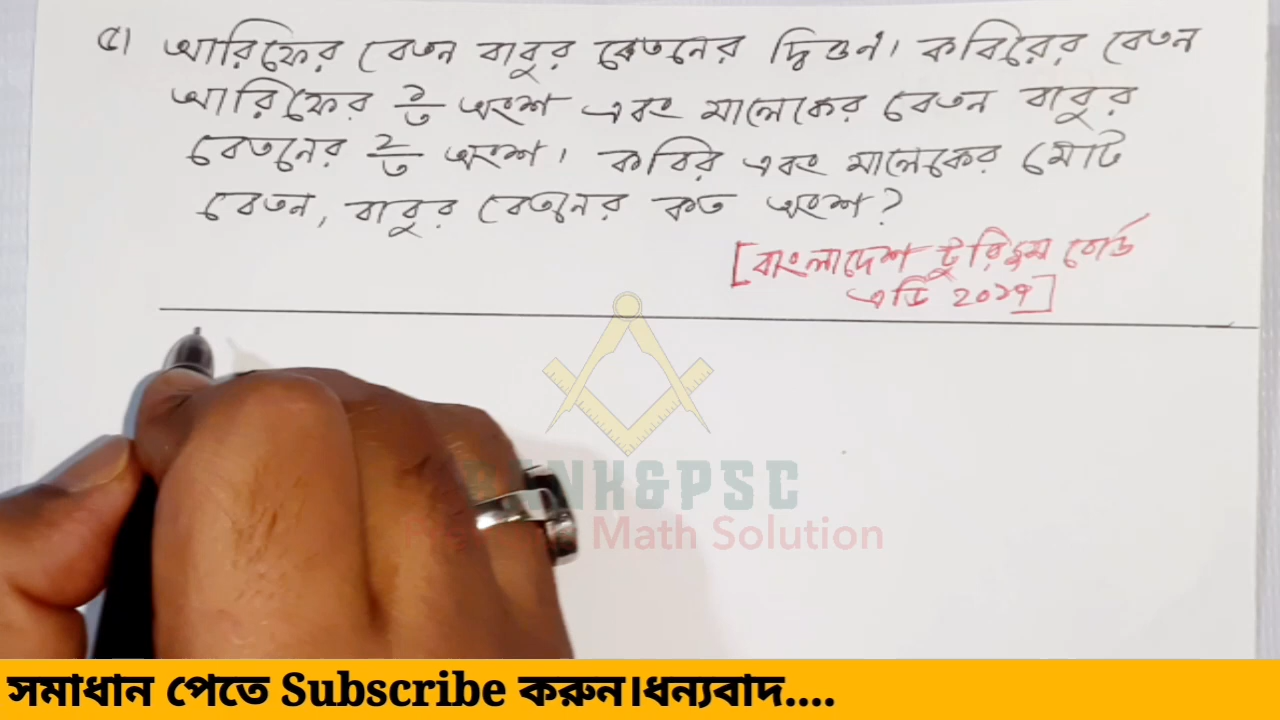 ৫। আরিফের বেতন বাবুর বেতনের দ্বিগুণ। কবিরের বেতন
আরিফের ১/৩ অংশ এবং মালেকের বেতন বাবুর
বেতনের ২/৩ অংশ। কবির এবং মালেকের মোট
বেতন, বাবুর বেতনের কত অংশ?
[বাংলাদেশ ট্যুরিজম বোর্ড
এডি ২০১৭]
&PSC
Math Solution
সমাধান পেতে Subscribe করুন।ধন্যবাদ....